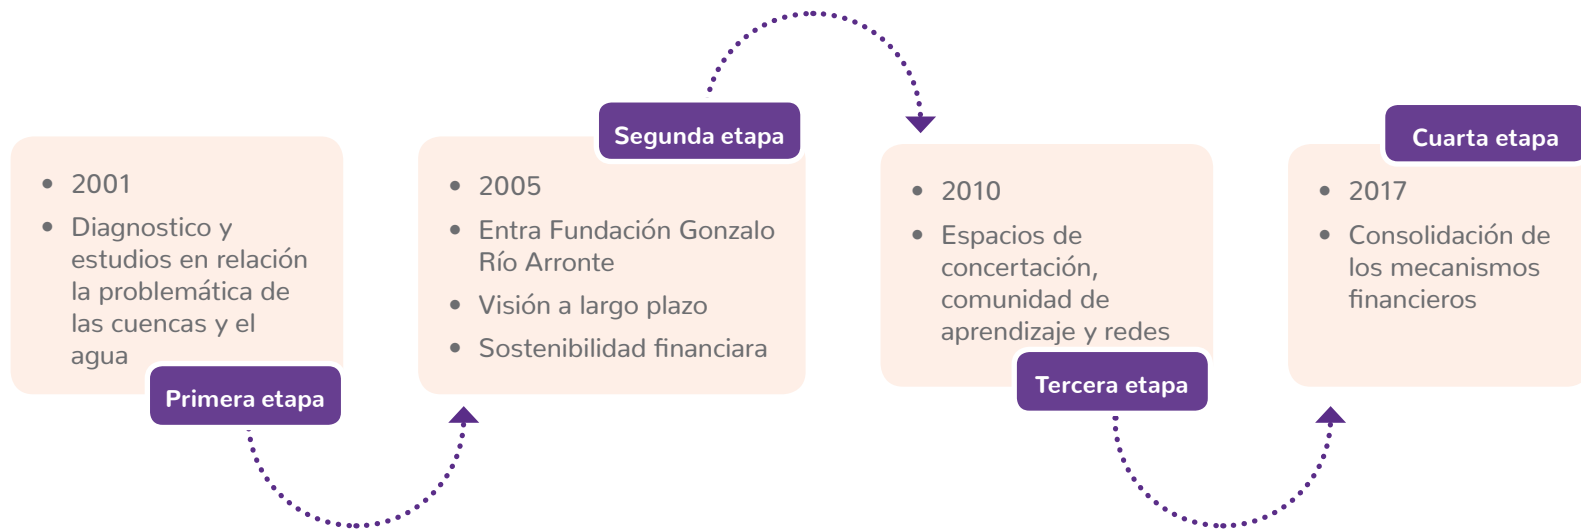 • 2001
• Diagnostico y
estudios en relación
la problemática de
las cuencas y el
agua
Primera etapa
Segunda etapa
• 2005
• Entra Fundación Gonzalo
Río Arronte
• Visión a largo plazo
• Sostenibilidad financiara
• 2010
• Espacios de
concertación,
comunidad de
aprendizaje y redes
Tercera etapa
Cuarta etapa
• 2017
• Consolidación de
los mecanismos
financieros